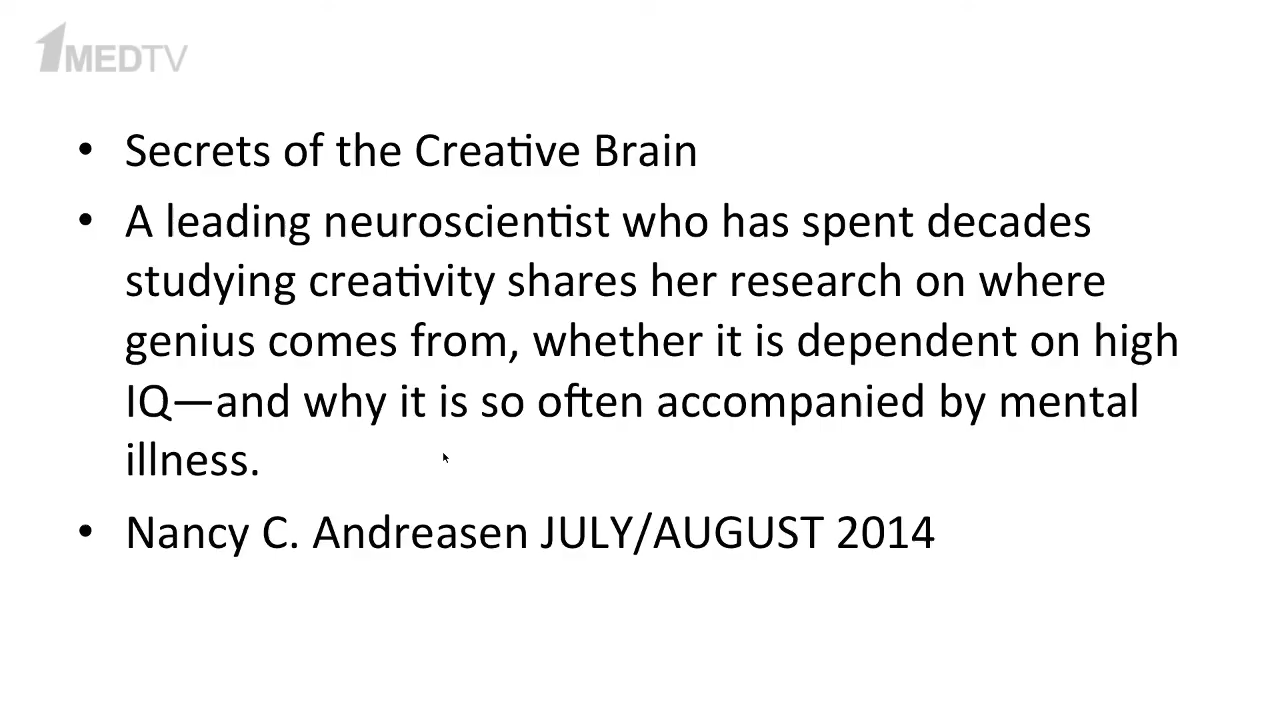 1MEDTV
• Secrets of the Creative Brain
• A leading neuroscientist who has spent decades
studying creativity shares her research on where
genius comes from, whether it is dependent on high
IQ—and why it is so often accompanied by mental
illness.
• Nancy C. Andreasen JULY/AUGUST 2014